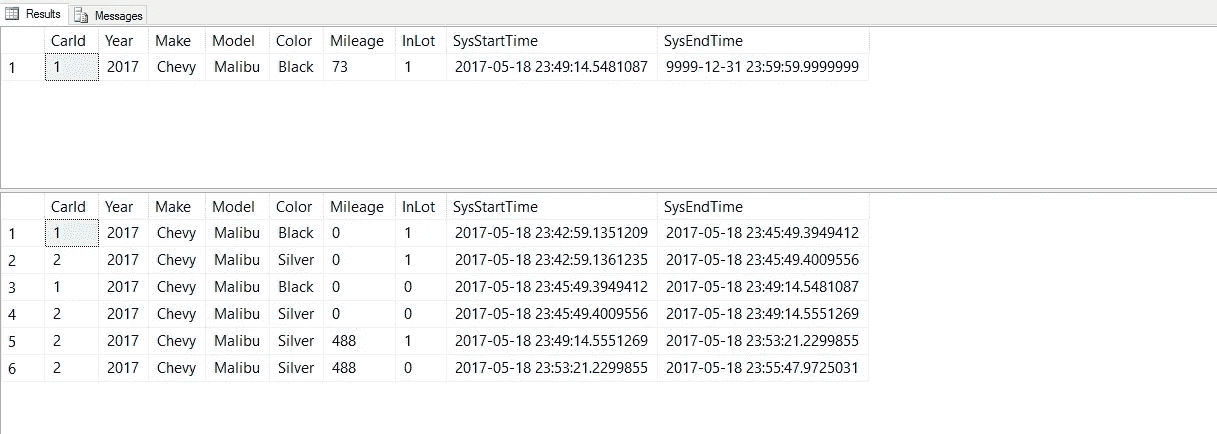 Results Messages
CarId Year Make Model Color Mileage InLot SysStartTime SysEndTime
1 1 2017 Chevy Malibu Black 73 1 2017-05-18 23:49:14.5481087 9999-12-31 23:59:59.9999999
CarId Year Make Model Color Mileage InLot SysStartTime SysEndTime
1 1 2017 Chevy Malibu Black 0 1 2017-05-18 23:42:59.1351209 2017-05-18 23:45:49.3949412
2 2 2017 Chevy Malibu Silver 0 1 2017-05-18 23:42:59.1361235 2017-05-18 23:45:49.4009556
3 1 2017 Chevy Malibu Black 0 0 2017-05-18 23:45:49.3949412 2017-05-18 23:49:14.5481087
4 2 2017 Chevy Malibu Silver 0 0 2017-05-18 23:45:49.4009556 2017-05-18 23:49:14.5551269
5 2 2017 Chevy Malibu Silver 488 1 2017-05-18 23:49:14.5551269 2017-05-18 23:53:21.2299855
6 2 2017 Chevy Malibu Silver 488 0 2017-05-18 23:53:21.2299855 2017-05-18 23:55:47.9725031